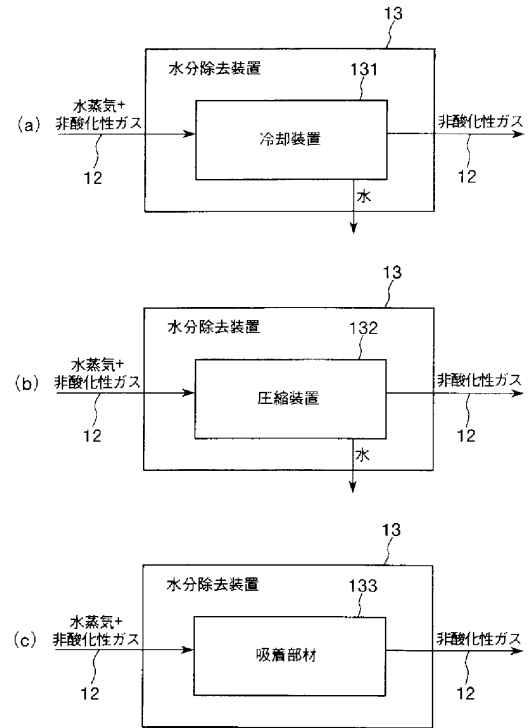 13
水分除去装置
131
水蒸気+
(a)
非酸化性ガス
冷却装置
非酸化性ガス
12
12
水
13
水分除去装置
132
水蒸気+
(b)
非酸化性ガス
圧縮装置
非酸化性ガス
12
12
水
13
水分除去装置
133
水蒸気+
(c)
非酸化性ガス
吸着部材
非酸化性ガス
12
12